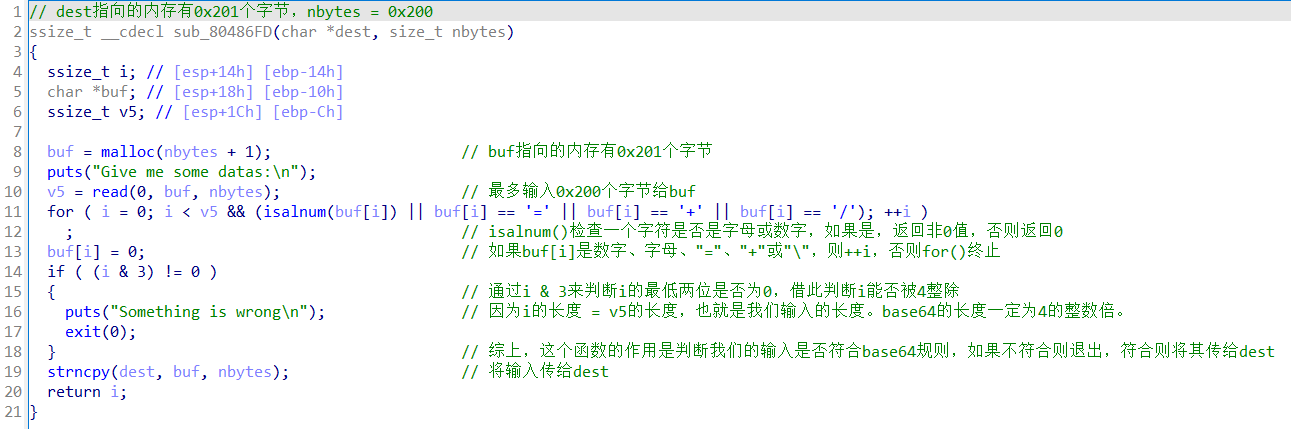 1 // dest指向的内存有0x201个字节，nbytes = 0x200
2 ssize_t __cdecl sub_80486FD(char *dest, size_t nbytes)
3 {
4   ssize_t i; // [esp+14h] [ebp-14h]
5   char *buf; // [esp+18h] [ebp-10h]
6   ssize_t v5; // [esp+1Ch] [ebp-Ch]
7
8   buf = malloc(nbytes + 1);                     // buf指向的内存有0x201个字节
9   puts("Give me some datas:\n");
10   v5 = read(0, buf, nbytes);                    // 最多输入0x200个字节给buf
11   for ( i = 0; i < v5 && (isalnum(buf[i]) || buf[i] == '=' || buf[i] == '+' || buf[i] == '/'); ++i )
12     ;                                           // isalnum()检查一个字符是否是字母或数字，如果是，返回非0值，否则返回0
13   buf[i] = 0;                                   // 如果buf[i]是数字、字母、"="、"+"或"\"，则++i，否则for()终止
14   if ( (i & 3) != 0 )
15   {                                             // 通过i & 3来判断i的最低两位是否为0，借此判断i能否被4整除
16     puts("Something is wrong\n");               // 因为i的长度 = v5的长度，也就是我们输入的长度。base64的长度一定为4的整数倍。
17     exit(0);
18   }                                             // 综上，这个函数的作用是判断我们的输入是否符合base64规则，如果不符合则退出，符合则将其传给dest
19   strncpy(dest, buf, nbytes);                   // 将输入传给dest
20   return i;
21 }